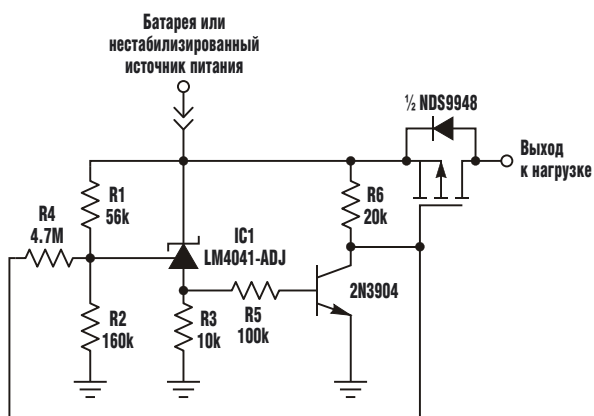 Батарея или
нестабилизированный
источник питания
½ NDS9948
Выход
к нагрузке
R1
56k
R6
20k
R4
4.7M
IC1
LM4041-ADJ
2N3904
R2
160k
R3
10k
R5
100k